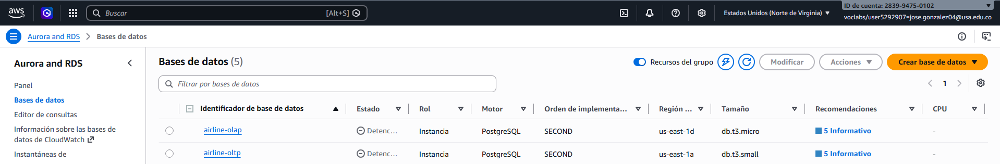 aws
Buscar
[Alt+S]
Estados Unidos (Norte de Virginia)
ID de cuenta: 2839-9475-0102
voclabs/user5292907=jose.gonzalez04@usa.edu.co
Aurora and RDS
Bases de datos
Aurora and RDS
Panel
Bases de datos
Editor de consultas
Información sobre las bases de
datos de CloudWatch
Instantáneas de
Bases de datos (5)
Recursos del grupo
Modificar
Acciones
Crear base de datos
Filtrar por bases de datos
1
Identificador de base de datos Estado Rol Motor Orden de implementa... Región ... Tamaño Recomendaciones CPU
airline-olap Detenc... Instancia PostgreSQL SECOND us-east-1d db.t3.micro 5 Informativo -
airline-oltp Detenc... Instancia PostgreSQL SECOND us-east-1a db.t3.small 5 Informativo -